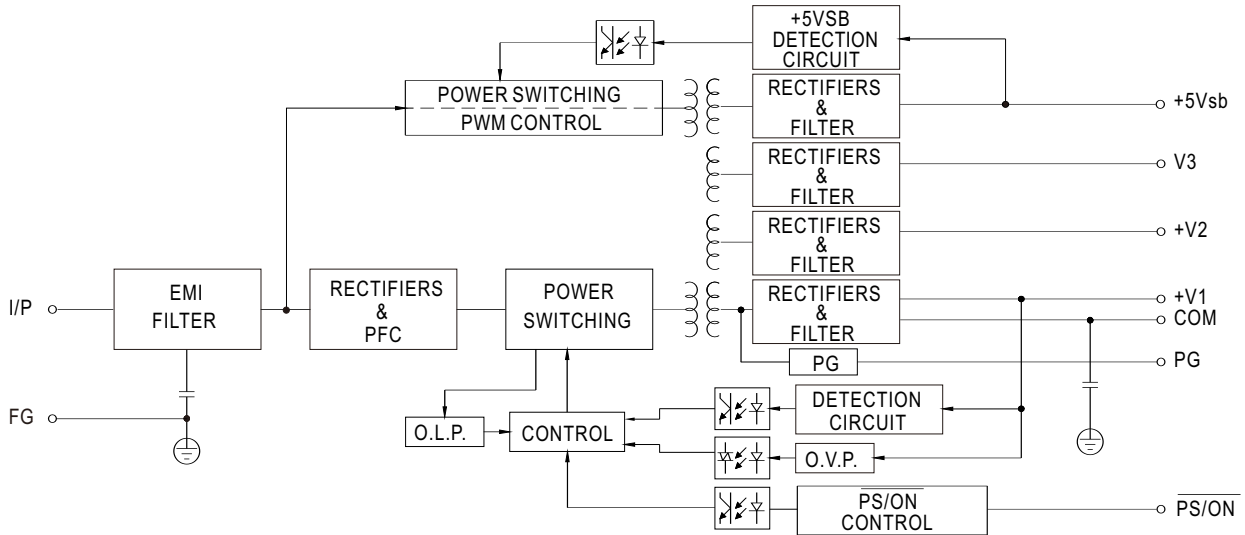 +5VSB
DETECTION
CIRCUIT
POWER SWITCHING
PWM CONTROL
RECTIFIERS
&
FILTER
+5Vsb
RECTIFIERS
&
FILTER
V3
RECTIFIERS
&
FILTER
+V2
I/P
EMI
FILTER
RECTIFIERS
&
PFC
POWER
SWITCHING
RECTIFIERS
&
FILTER
+V1
COM
PG
PG
FG
O.L.P.
CONTROL
DETECTION
CIRCUIT
O.V.P.
PS/ON
CONTROL
PS/ON